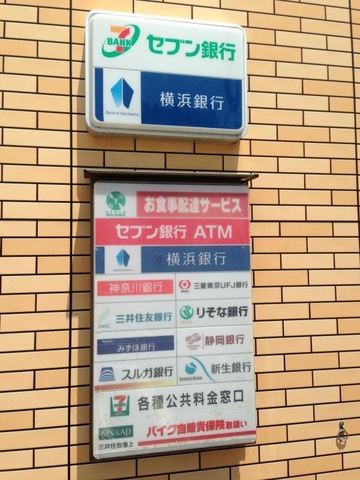 7 BANK
セブン銀行
Bank of Yokohama
横浜銀行
お食事配達サービス
セブン銀行 ATM
横浜銀行
神奈川銀行
三菱東京UFJ銀行
SMBC
三井住友銀行
りそな銀行
みずほ銀行
静岡銀行
スルガ銀行
新生銀行
各種公共料金窓口
MS&AD
三井住友海上
バイク自賠責保険取扱い